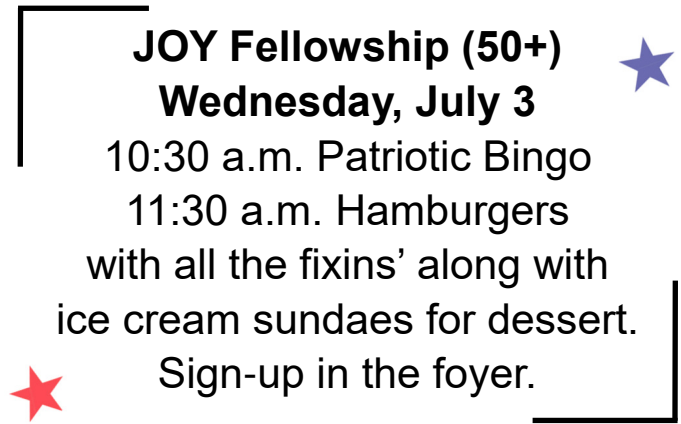 JOY Fellowship (50+)
Wednesday, July 3
10:30 a.m. Patriotic Bingo
11:30 a.m. Hamburgers
with all the fixins’ along with
ice cream sundaes for dessert.
Sign-up in the foyer.